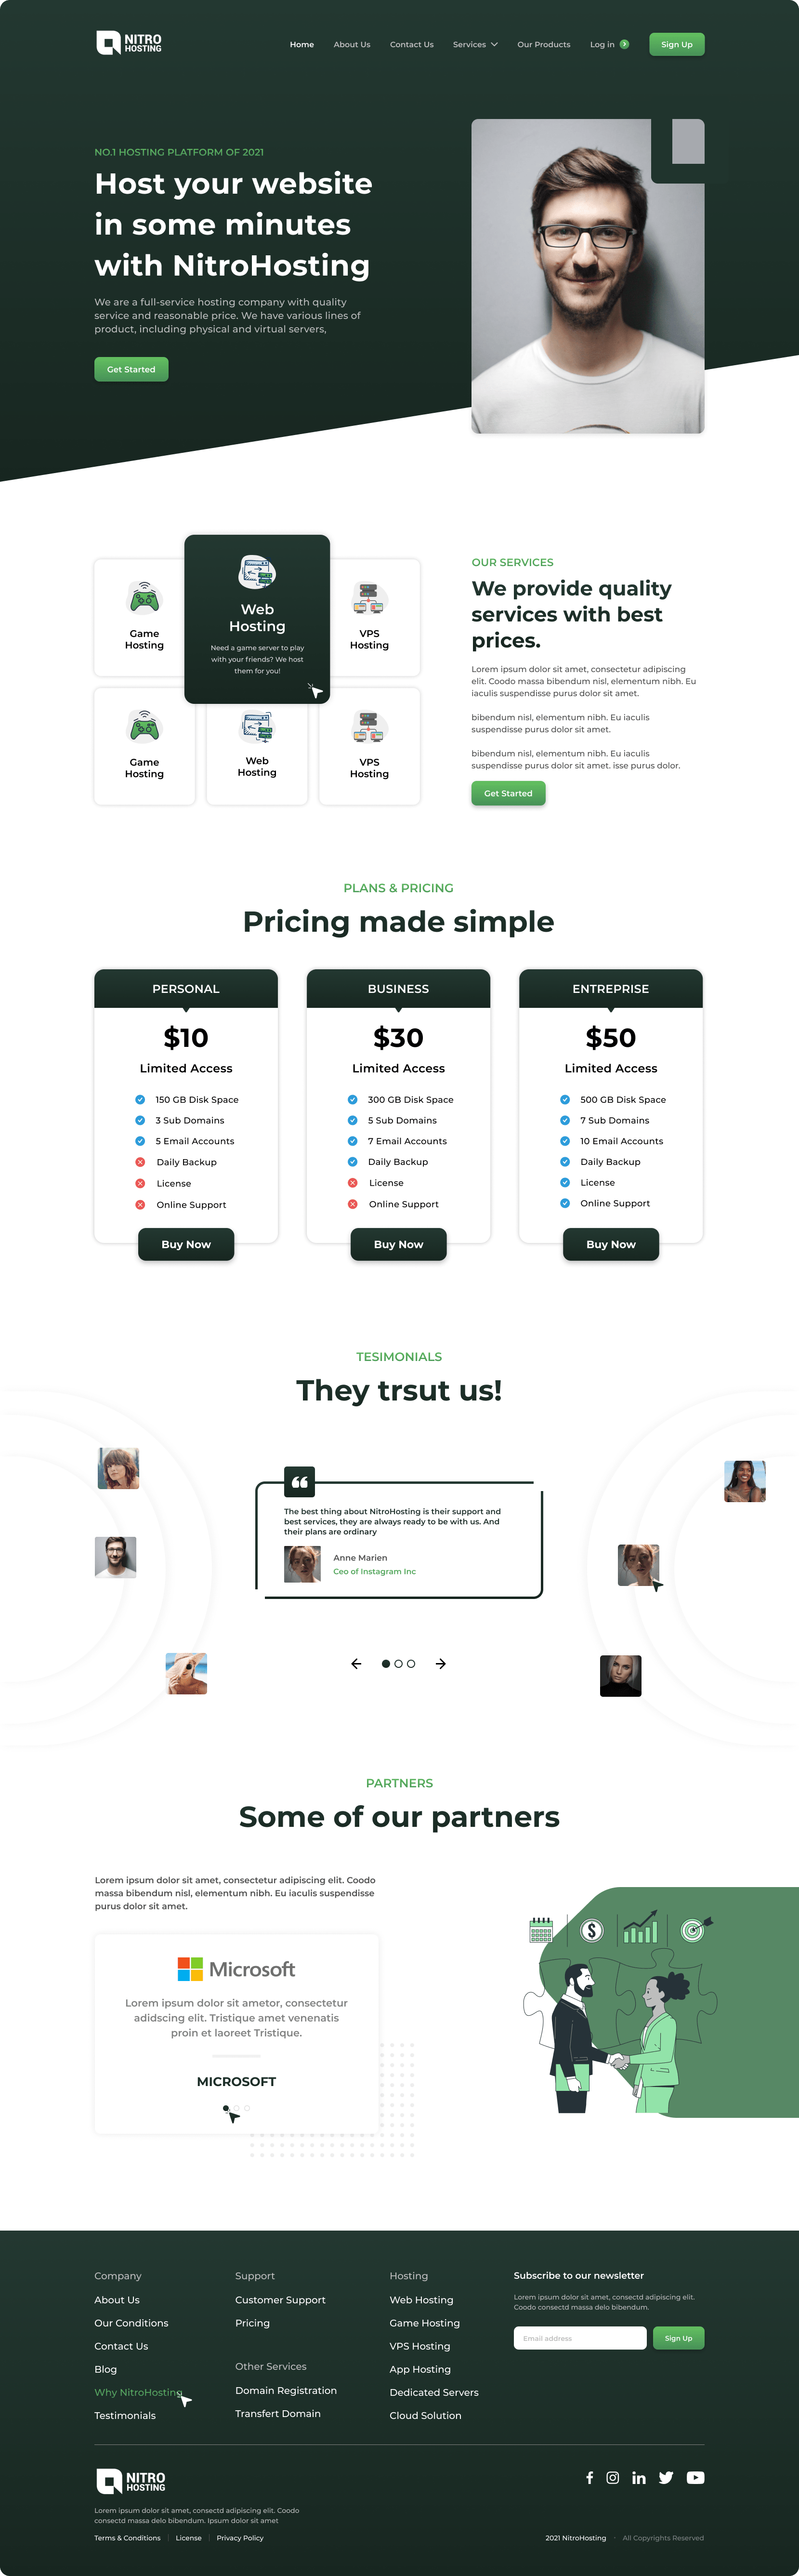 NITRO
HOSTING
Home
About Us
Contact Us
Services
Our Products
Log in
Sign Up
NO.1 HOSTING PLATFORM OF 2021
Host your website
in some minutes
with NitroHosting
We are a full-service hosting company with quality
service and reasonable price. We have various lines of
product, including physical and virtual servers,
Get Started
Game
Hosting
Web
Hosting
Need a game server to play
with your friends? We host
them for you!
VPS
Hosting
Game
Hosting
Web
Hosting
VPS
Hosting
OUR SERVICES
We provide quality
services with best
prices.
Lorem ipsum dolor sit amet, consectetur adipiscing
elit. Coodo massa bibendum nisl, elementum nibh. Eu
iaculis suspendisse purus dolor sit amet.
bibendum nisl, elementum nibh. Eu iaculis
suspendisse purus dolor sit amet.
bibendum nisl, elementum nibh. Eu iaculis
suspendisse purus dolor sit amet. isse purus dolor.
Get Started
PLANS & PRICING
Pricing made simple
PERSONAL
$10
Limited Access
150 GB Disk Space
3 Sub Domains
5 Email Accounts
Daily Backup
License
Online Support
Buy Now
BUSINESS
$30
Limited Access
300 GB Disk Space
5 Sub Domains
7 Email Accounts
Daily Backup
License
Online Support
Buy Now
ENTREPRISE
$50
Limited Access
500 GB Disk Space
7 Sub Domains
10 Email Accounts
Daily Backup
License
Online Support
Buy Now
TESIMONIALS
They trsut us!
The best thing about NitroHosting is their support and
best services, they are always ready to be with us. And
their plans are ordinary
Anne Marien
Ceo of Instagram Inc
PARTNERS
Some of our partners
Lorem ipsum dolor sit amet, consectetur adipiscing elit. Coodo
massa bibendum nisl, elementum nibh. Eu iaculis suspendisse
purus dolor sit amet.
Microsoft
Lorem ipsum dolor sit ametor, consectetur
adidscing elit. Tristique amet venenatis
proin et laoreet Tristique.
MICROSOFT
$
Company
About Us
Our Conditions
Contact Us
Blog
Why NitroHosting
Testimonials
Support
Customer Support
Pricing
Other Services
Domain Registration
Transfert Domain
Hosting
Web Hosting
Game Hosting
VPS Hosting
App Hosting
Dedicated Servers
Cloud Solution
Subscribe to our newsletter
Lorem ipsum dolor sit amet, consectd adipiscing elit.
Coodo consectd massa delo bibendum.
Email address
Sign Up
NITRO
HOSTING
Lorem ipsum dolor sit amet, consectd adipiscing elit. Coodo
consectd massa delo bibendum. Ipsum dolor sit amet
Terms & Conditions
License
Privacy Policy
2021 NitroHosting - All Copyrights Reserved